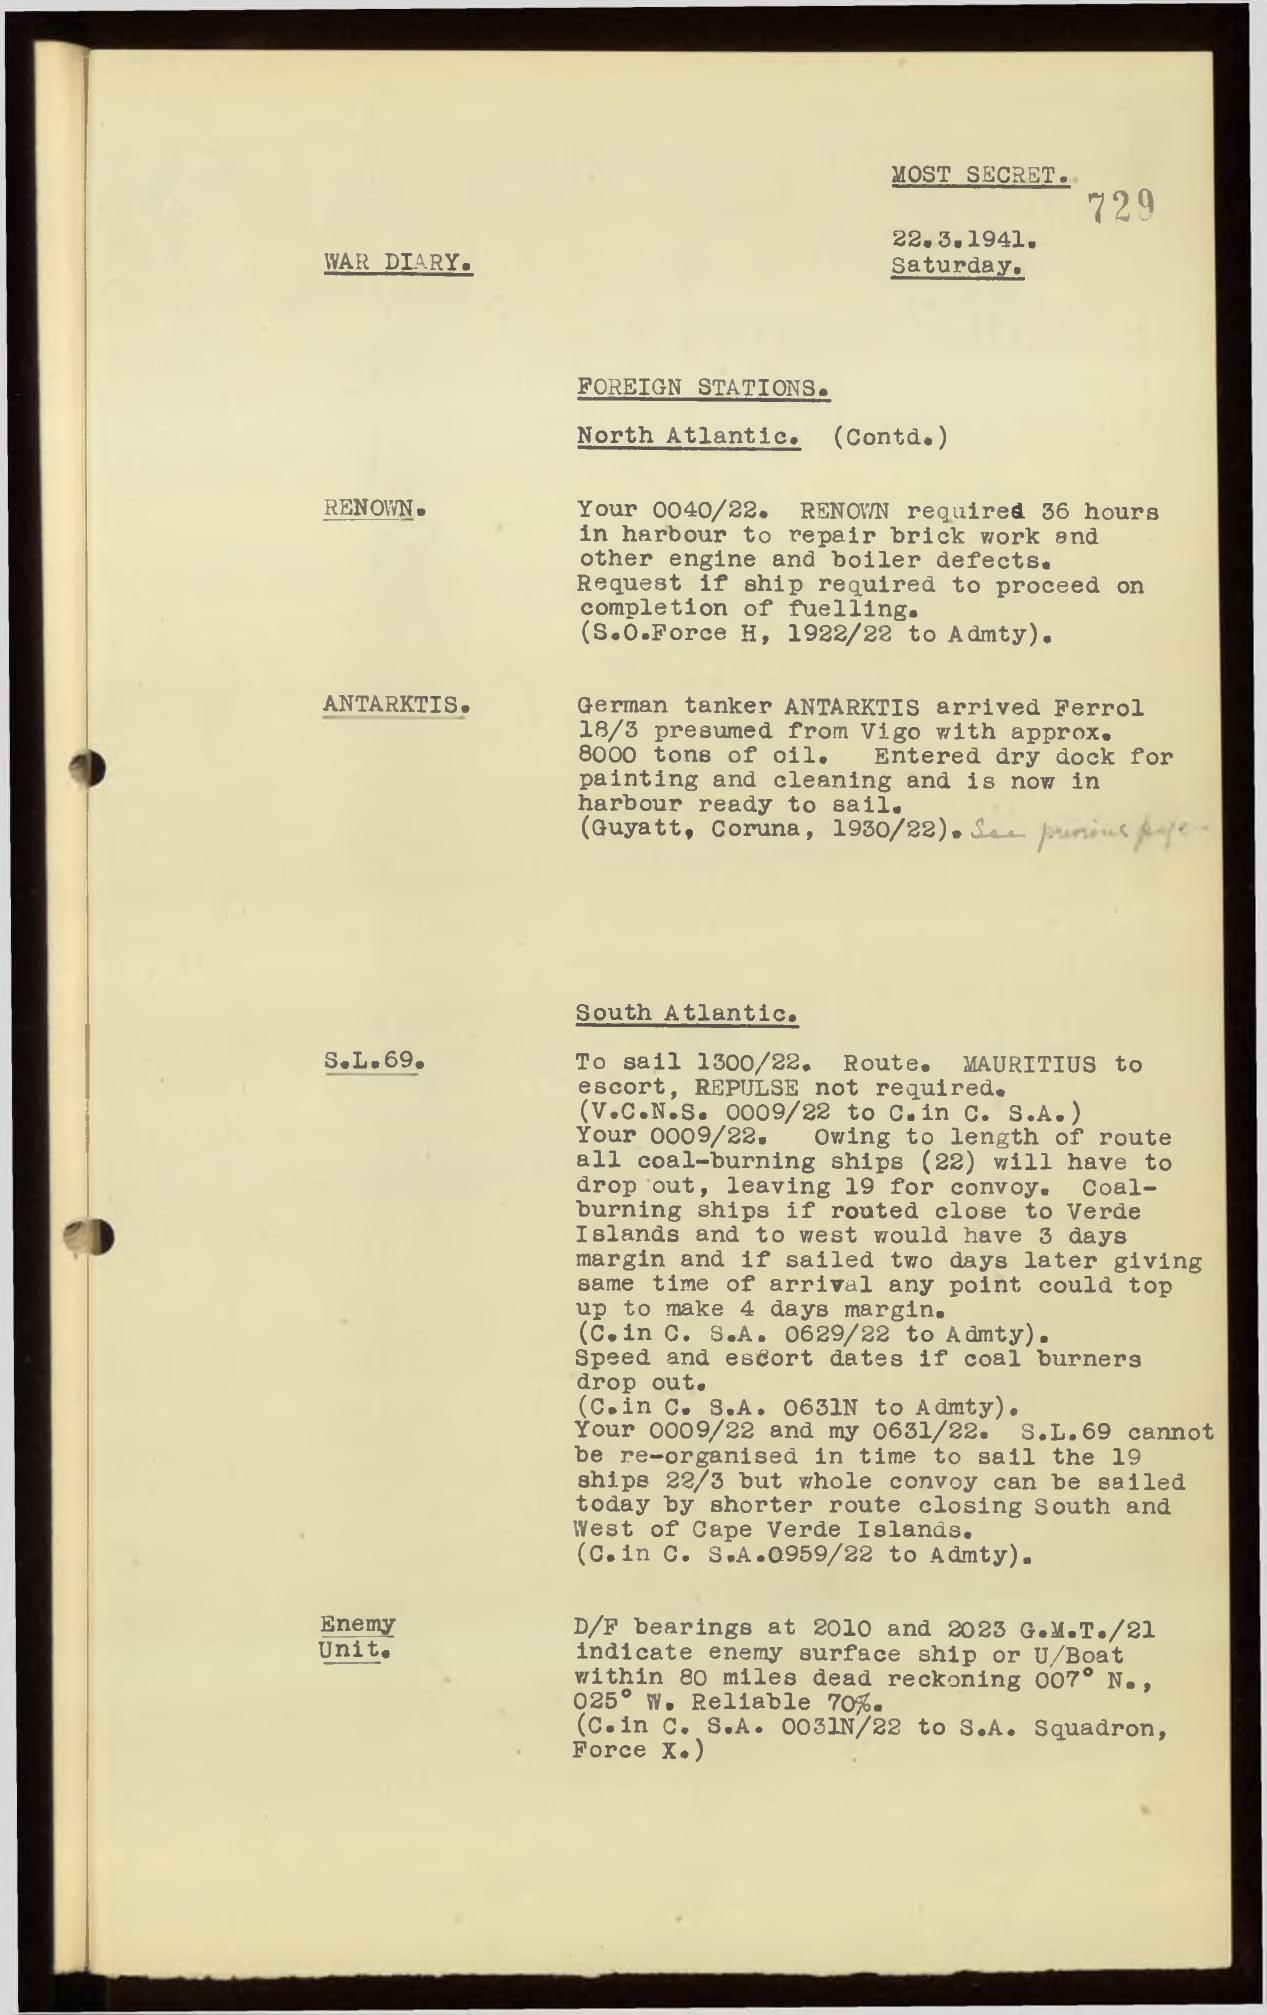 MOST SECRET.
729
22.3.1941.
Saturday.
WAR DIARY.
FOREIGN STATIONS.
North Atlantic. (Contd.)
RENOWN.
Your 0040/22. RENOWN required 36 hours
in harbour to repair brick work and
other engine and boiler defects.
Request if ship required to proceed on
completion of fuelling.
(S.O.Force H, 1922/22 to Admty).
ANTARKTIS.
German tanker ANTARKTIS arrived Ferrol
18/3 presumed from Vigo with approx.
8000 tons of oil. Entered dry dock for
painting and cleaning and is now in
harbour ready to sail.
(Guyatt, Coruna, 1930/22). See previous page.
South Atlantic.
S.L.69.
To sail 1300/22. Route. MAURITIUS to
escort, REPULSE not required.
(V.C.N.S. 0009/22 to C.in C. S.A.)
Your 0009/22. Owing to length of route
all coal-burning ships (22) will have to
drop out, leaving 19 for convoy. Coal-
burning ships if routed close to Verde
Islands and to west would have 3 days
margin and if sailed two days later giving
same time of arrival any point could top
up to make 4 days margin.
(C.in C. S.A. 0629/22 to Admty).
Speed and escort dates if coal burners
drop out.
(C.in C. S.A. 0631N to Admty).
Your 0009/22 and my 0631/22. S.L.69 cannot
be re-organised in time to sail the 19
ships 22/3 but whole convoy can be sailed
today by shorter route closing South and
West of Cape Verde Islands.
(C.in C. S.A.0959/22 to Admty).
Enemy
Unit.
D/F bearings at 2010 and 2023 G.M.T./21
indicate enemy surface ship or U/Boat
within 80 miles dead reckoning 007° N.,
025° W. Reliable 70%.
(C.in C. S.A. 0031N/22 to S.A. Squadron,
Force X.)